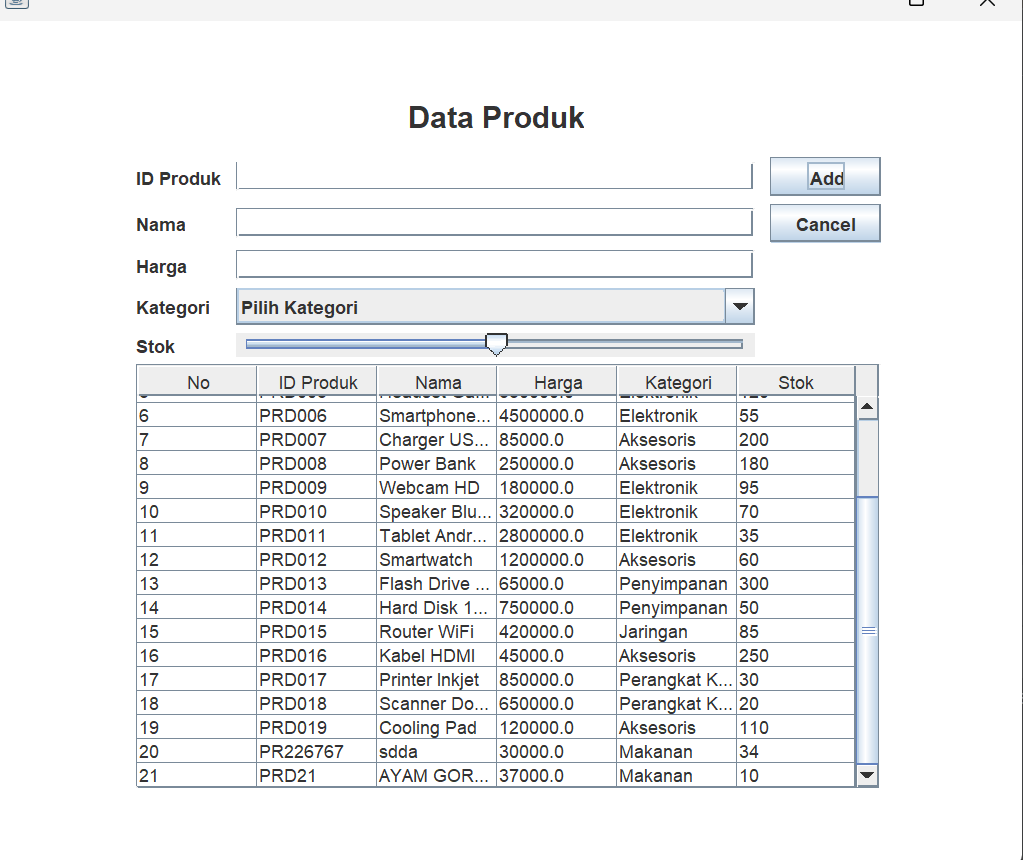 Data Produk
ID Produk Add
Nama Cancel
Harga
Kategori Pilih Kategori
Stok
No ID Produk Nama Harga Kategori Stok
6 PRD006 Smartphone... 4500000.0 Elektronik 55
7 PRD007 Charger US... 85000.0 Aksesoris 200
8 PRD008 Power Bank 250000.0 Aksesoris 180
9 PRD009 Webcam HD 180000.0 Elektronik 95
10 PRD010 Speaker Blu... 320000.0 Elektronik 70
11 PRD011 Tablet Andr... 2800000.0 Elektronik 35
12 PRD012 Smartwatch 1200000.0 Aksesoris 60
13 PRD013 Flash Drive ... 65000.0 Penyimpanan 300
14 PRD014 Hard Disk 1... 750000.0 Penyimpanan 50
15 PRD015 Router WiFi 420000.0 Jaringan 85
16 PRD016 Kabel HDMI 45000.0 Aksesoris 250
17 PRD017 Printer Inkjet 850000.0 Perangkat K... 30
18 PRD018 Scanner Do... 650000.0 Perangkat K... 20
19 PRD019 Cooling Pad 120000.0 Aksesoris 110
20 PR226767 sdda 30000.0 Makanan 34
21 PRD21 AYAM GOR... 37000.0 Makanan 10